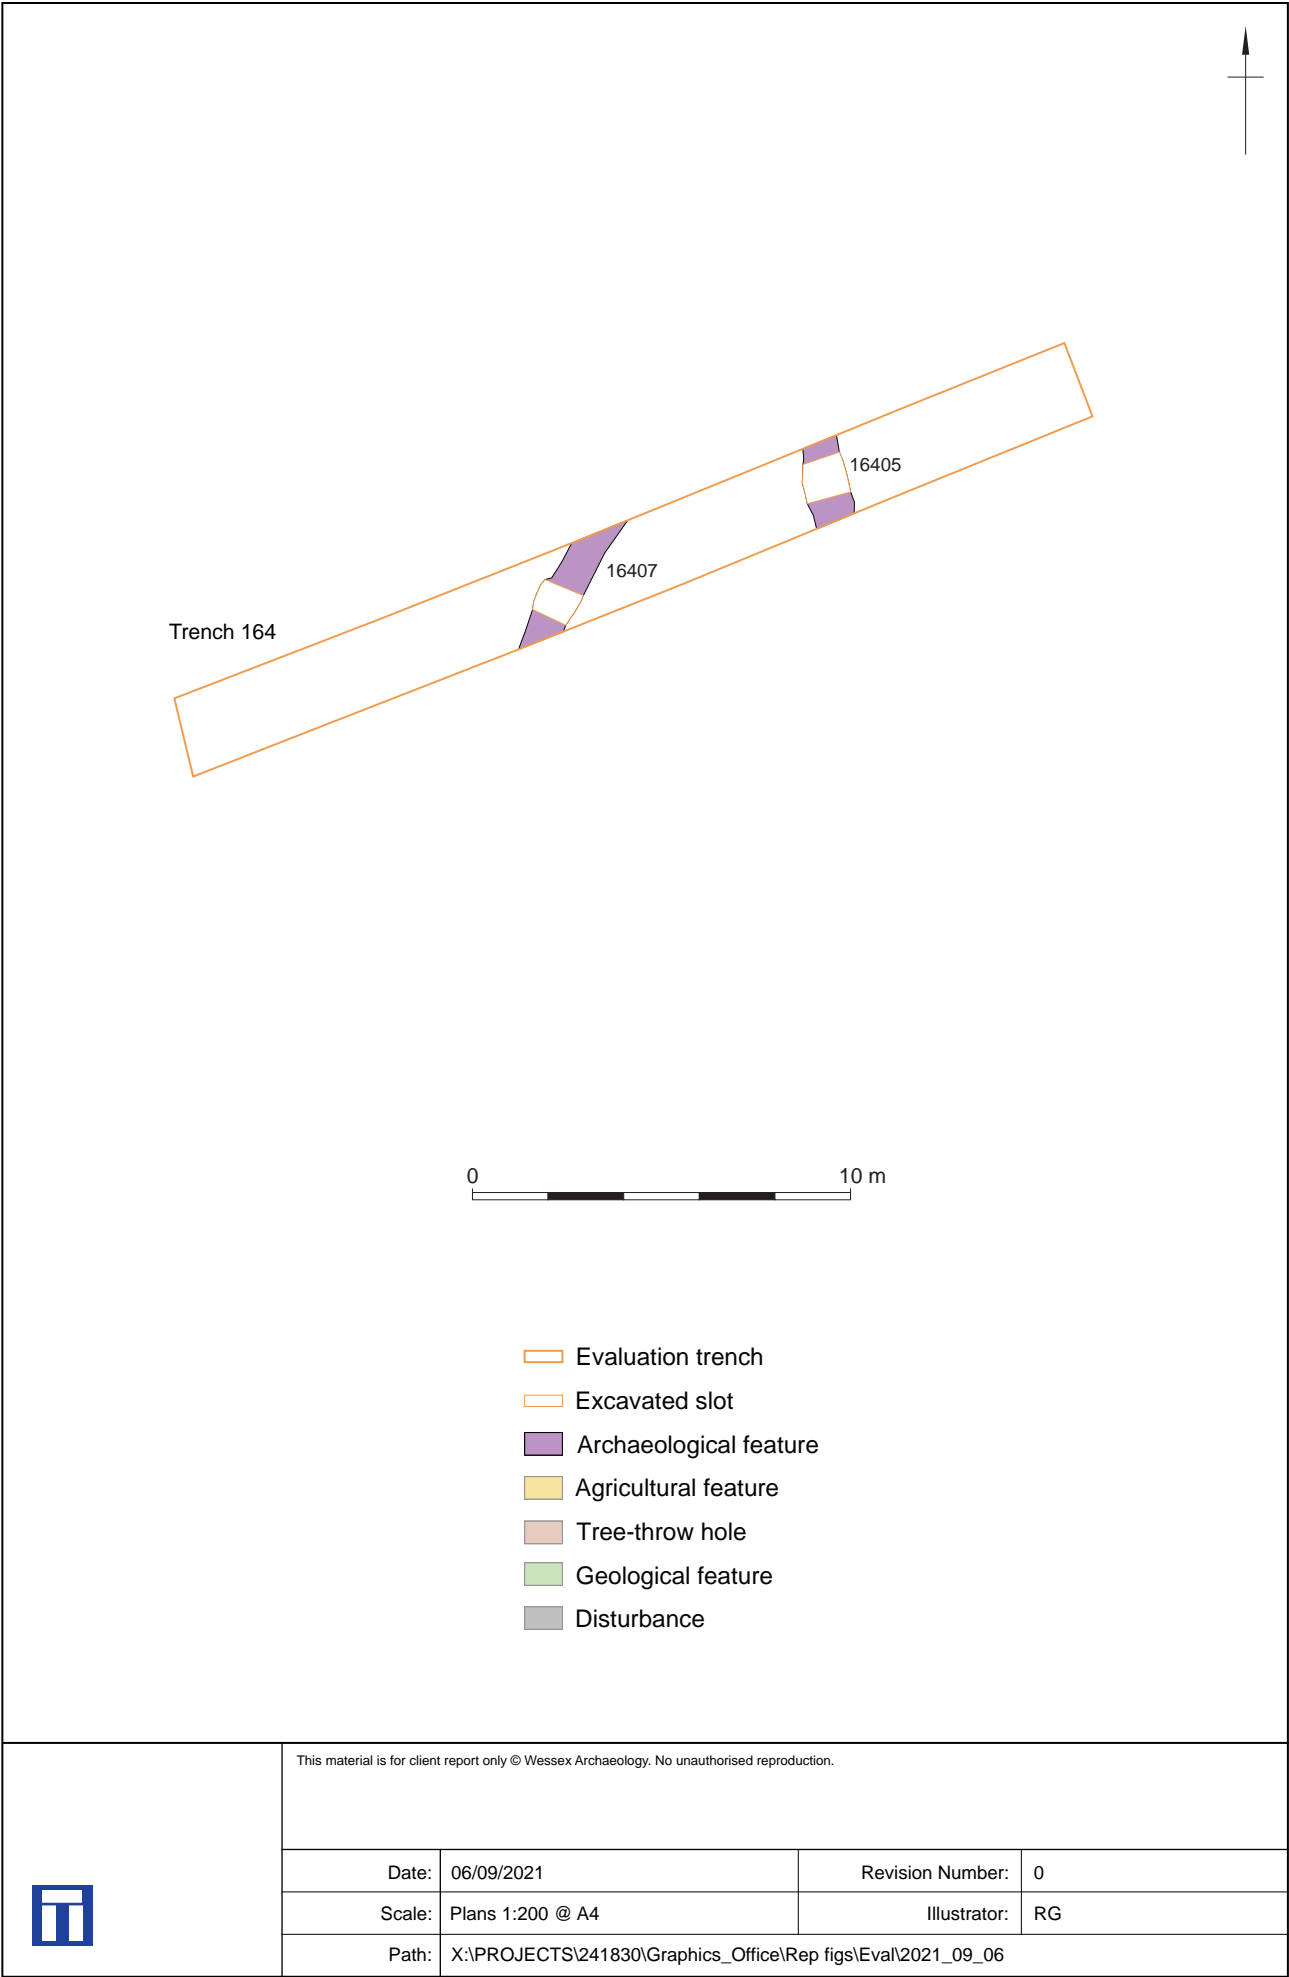 16405
16407
Trench 164
0 10 m
Evaluation trench
Excavated slot
Archaeological feature
Agricultural feature
Tree-throw hole
Geological feature
Disturbance
This material is for client report only © Wessex Archaeology. No unauthorised reproduction.
Date: 06/09/2021 Revision Number: 0
Scale: Plans 1:200 @ A4 Illustrator: RG
Path: X:\PROJECTS\241830\Graphics_Office\Rep figs\Eval\2021_09_06